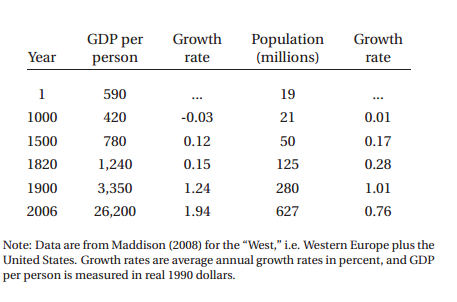 GDP per Growth Population Growth
Year person rate (millions) rate
1 590 ... 19 ...
1000 420 -0.03 21 0.01
1500 780 0.12 50 0.17
1820 1,240 0.15 125 0.28
1900 3,350 1.24 280 1.01
2006 26,200 1.94 627 0.76
Note: Data are from Maddison (2008) for the “West,” i.e. Western Europe plus the
United States. Growth rates are average annual growth rates in percent, and GDP
per person is measured in real 1990 dollars.